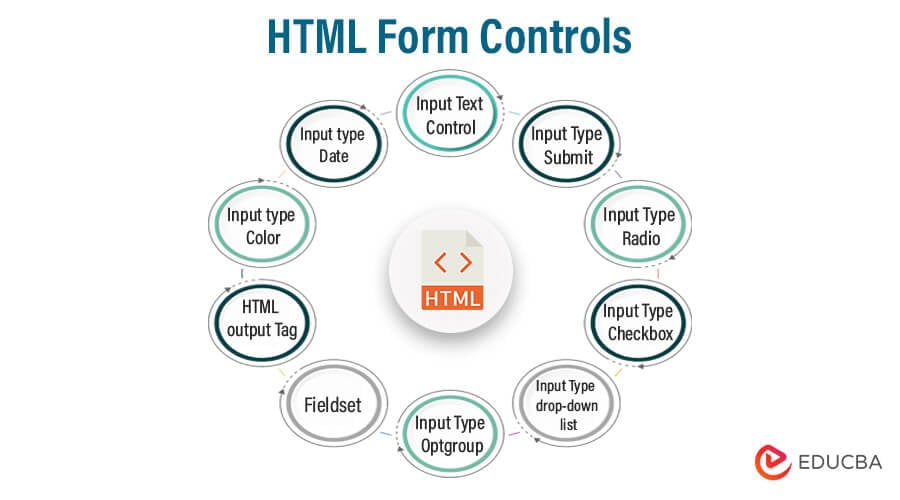 HTML Form Controls
Input Text
Control
Input Type
Submit
Input Type
Radio
Input Type
Checkbox
Input Type
drop-down
list
Input Type
Optgroup
Fieldset
HTML
output Tag
Input type
Color
Input type
Date
HTML
EDUCBA